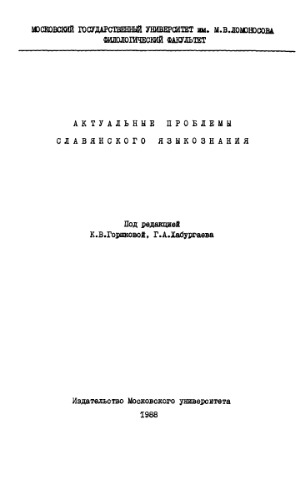 МОСКОВСКИЙ ГОСУДАРСТВЕННЫЙ УНИВЕРСИТЕТ им. М.В.ЛОМОНОСОВА
ФИЛОЛОГИЧЕСКИЙ ФАКУЛЬТЕТ
АКТУАЛЬНЫЕ ПРОБЛЕМЫ
СЛАВЯНСКОГО ЯЗЫКОЗНАНИЯ
Под редакцией
К.В.Горшковой, Г.А.Хабургаева
Издательство Московского университета
1988